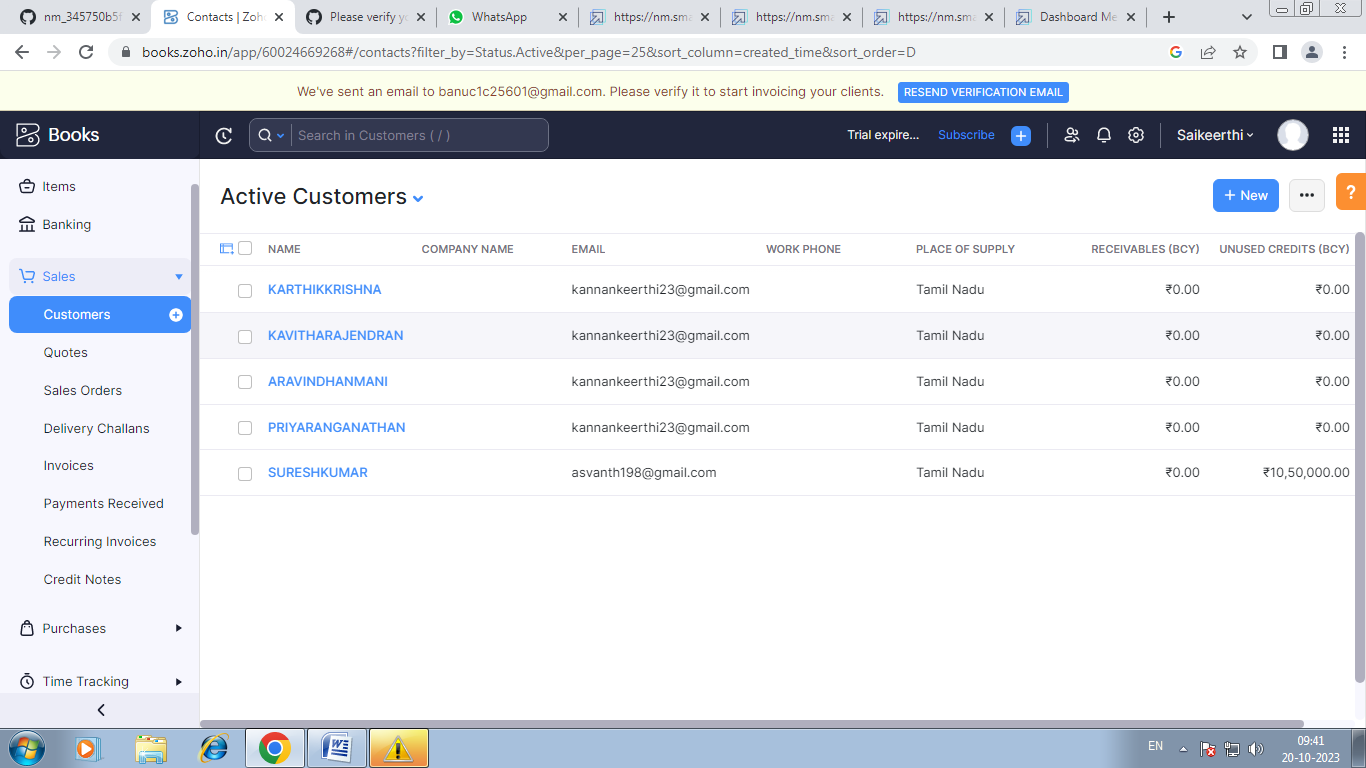 nm_345750b5f
Contacts | Zoho
Please verify yo
WhatsApp
https://nm.sma
https://nm.sma
https://nm.sma
Dashboard Me
books.zoho.in/app/60024669268#/contacts?filter_by=Status.Active&per_page=25&sort_column=created_time&sort_order=D
We've sent an email to banuc1c25601@gmail.com. Please verify it to start invoicing your clients. RESEND VERIFICATION EMAIL
Books
Search in Customers ( / )
Trial expire... Subscribe
Saikeerthi
Items
Banking
Sales
Customers
Quotes
Sales Orders
Delivery Challans
Invoices
Payments Received
Recurring Invoices
Credit Notes
Purchases
Time Tracking
Active Customers
+ New
?
NAME COMPANY NAME EMAIL WORK PHONE PLACE OF SUPPLY RECEIVABLES (BCY) UNUSED CREDITS (BCY)
KARTHIKKRISHNA kannankeerthi23@gmail.com Tamil Nadu ₹0.00 ₹0.00
KAVITHARAJENDRAN kannankeerthi23@gmail.com Tamil Nadu ₹0.00 ₹0.00
ARAVINDHANMANI kannankeerthi23@gmail.com Tamil Nadu ₹0.00 ₹0.00
PRIYARANGANATHAN kannankeerthi23@gmail.com Tamil Nadu ₹0.00 ₹0.00
SURESHKUMAR asvanth198@gmail.com Tamil Nadu ₹0.00 ₹10,50,000.00
EN
09:41
20-10-2023